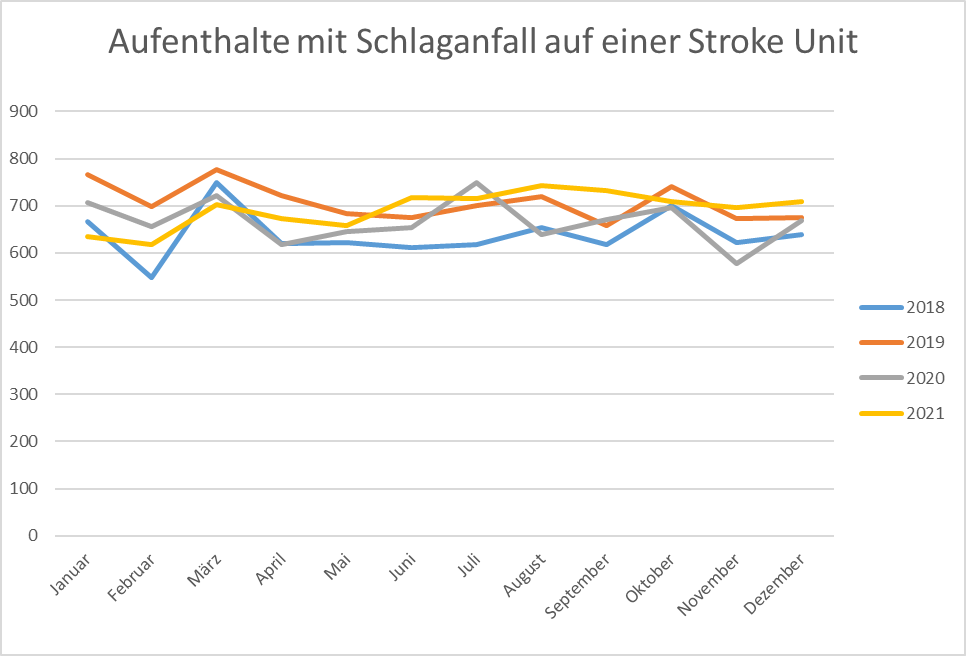 Aufenthalte mit Schlaganfall auf einer Stroke Unit
900
800
700
600
500
400
300
200
100
0
Januar
Februar
März
April
Mai
Juni
Juli
August
September
Oktober
November
Dezember
2018
2019
2020
2021